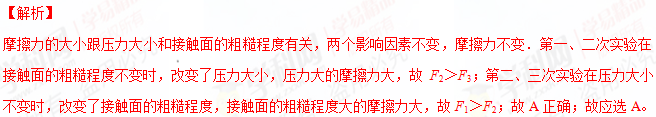 【解析】
摩擦力的大小跟压力大小和接触面的粗糙程度有关，两个影响因素不变，摩擦力不变．第一、二次实验在
接触面的粗糙程度不变时，改变了压力大小，压力大的摩擦力大，故 F₂＞F₃；第二、三次实验在压力大小
不变时，改变了接触面的粗糙程度，接触面的粗糙程度大的摩擦力大，故 F₁＞F₂；故 A 正确；故应选 A。